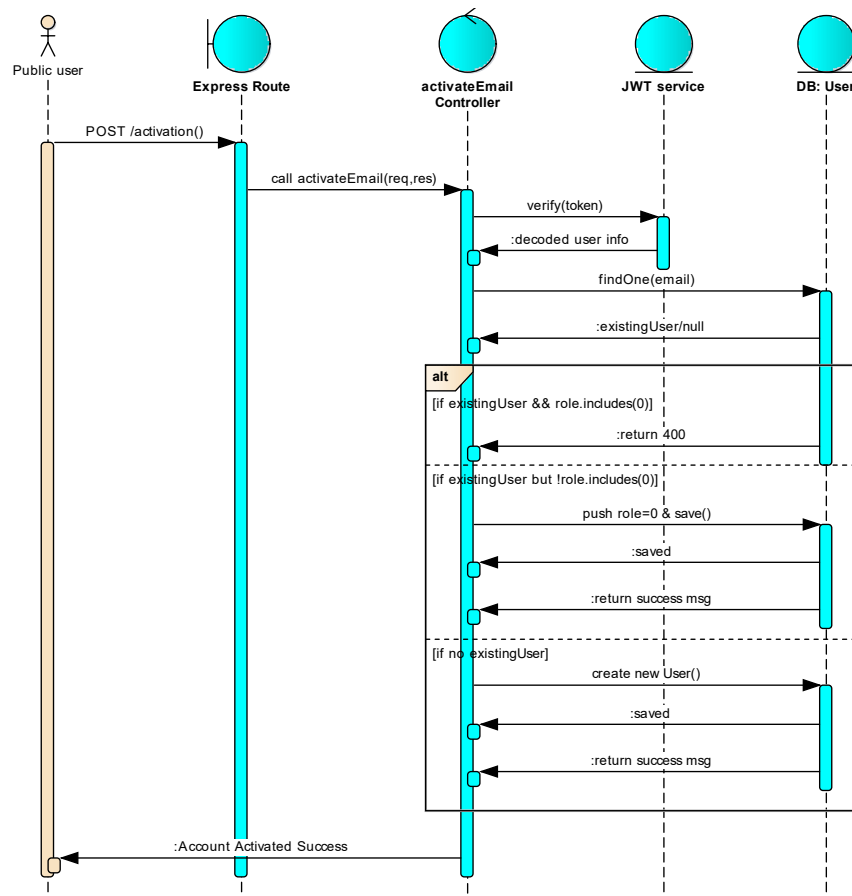 Public user
Express Route
activateEmail
Controller
JWT service
DB: User
POST /activation()
call activateEmail(req,res)
verify(token)
:decoded user info
findOne(email)
:existingUser/null
alt
[if existingUser && role.includes(0)]
:return 400
[if existingUser but !role.includes(0)]
push role=0 & save()
:saved
:return success msg
[if no existingUser]
create new User()
:saved
:return success msg
:Account Activated Success